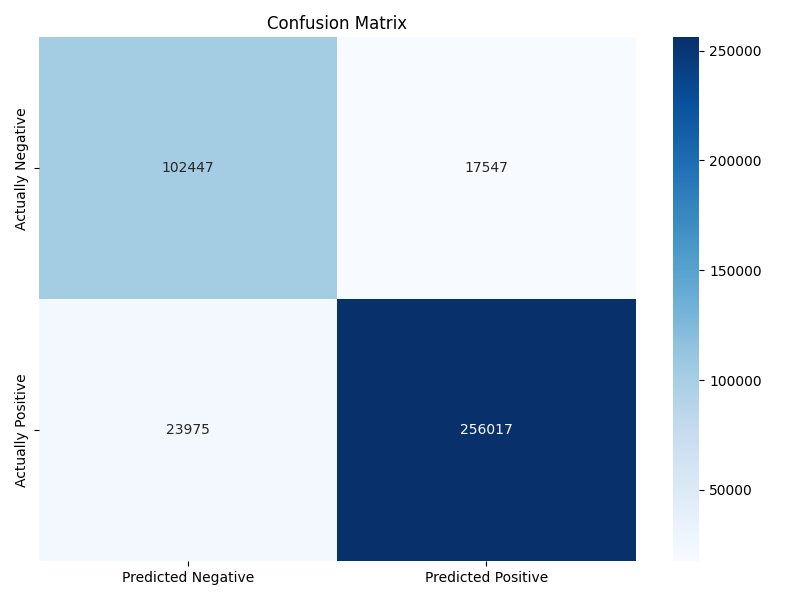 Confusion Matrix
Actually Negative
102447
17547
Actually Positive
23975
256017
Predicted Negative
Predicted Positive
250000
200000
150000
100000
50000